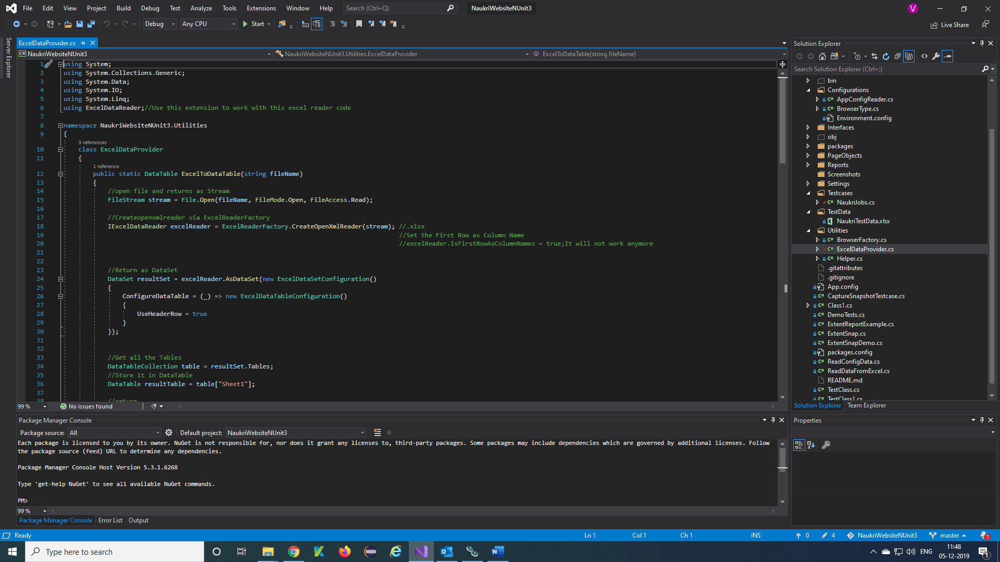 File Edit View Project Build Debug Test Analyze Tools Extensions Window Help Search (Ctrl+Q) NaukriWebsiteNUnit3 V
Debug Any CPU Start Live Share
Server Explorer
ExcelDataProvider.cs
NaukriWebsiteNUnit3 NaukriWebsiteNUnit3.Utilities.ExcelDataProvider ExcelToDataTable(string fileName)
1 using System;
2 using System.Collections.Generic;
3 using System.Data;
4 using System.IO;
5 using System.Linq;
6 using ExcelDataReader;//Use this extension to work with this excel reader code
7
8 namespace NaukriWebsiteNUnit3.Utilities
9 {
3 references
10 class ExcelDataProvider
11 {
1 reference
12 public static DataTable ExcelToDataTable(string fileName)
13 {
14 //open file and returns as Stream
15 FileStream stream = File.Open(fileName, FileMode.Open, FileAccess.Read);
16
17 //Createopenxmlreader via ExcelReaderFactory
18 IExcelDataReader excelReader = ExcelReaderFactory.CreateOpenXmlReader(stream); //.xlsx
19 //Set the First Row as Column Name
20 //excelReader.IsFirstRowAsColumnNames = true;It will not work anymore
21
22
23 //Return as DataSet
24 DataSet resultSet = excelReader.AsDataSet(new ExcelDataSetConfiguration()
25 {
26 ConfigureDataTable = (_) => new ExcelDataTableConfiguration()
27 {
28 UseHeaderRow = true
29 }
30 });
31
32
33 //Get all the Tables
34 DataTableCollection table = resultSet.Tables;
35 //Store it in DataTable
36 DataTable resultTable = table["Sheet1"];
37
38 //return
99 % No issues found
Package Manager Console
Package source: All Default project: NaukriWebsiteNUnit3
Each package is licensed to you by its owner. NuGet is not responsible for, nor does it grant any licenses to, third-party packages. Some packages may include dependencies which are governed by additional licenses. Follow
the package source (feed) URL to determine any dependencies.
Package Manager Console Host Version 5.3.1.6268
Type 'get-help NuGet' to see all available NuGet commands.
PM>
99 %
Package Manager Console Error List Output
Solution Explorer
Search Solution Explorer (Ctrl+;)
bin
Configurations
C# AppConfigReader.cs
C# BrowserType.cs
Environment.config
Interfaces
obj
packages
PageObjects
Reports
Screenshots
Settings
Testcases
C# NaukriJobs.cs
TestData
NaukriTestData.xlsx
Utilities
C# BrowserFactory.cs
C# ExcelDataProvider.cs
C# Helper.cs
.gitattributes
.gitignore
App.config
C# CaptureSnapshotTestcase.cs
C# Class1.cs
C# DemoTests.cs
C# ExtentReportExample.cs
C# ExtentSnap.cs
C# ExtentSnapDemo.cs
packages.config
C# ReadConfigData.cs
C# ReadDataFromExcel.cs
README.md
C# TestClass.cs
C# TestClass1.cs
Solution Explorer Team Explorer
Properties
Ready Ln 1 Col 1 Ch 1 INS 0 4 NaukriWebsiteNUnit3 master 3
Type here to search ENG 11:48
05-12-2019 1